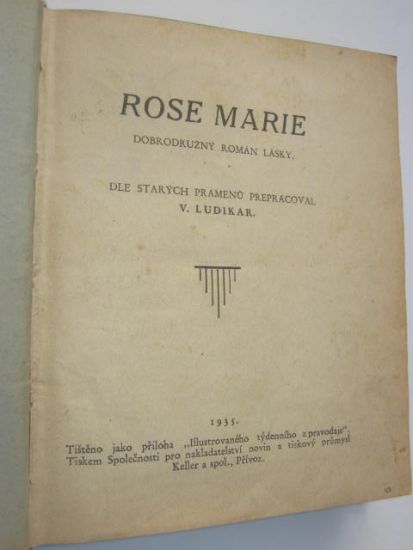 ROSE MARIE
DOBRODRUŽNÝ ROMÁN LÁSKY.
DLE STARÝCH PRAMENŮ PREPRACOVAL
V. LUDIKAR.
1935.
Tištěno jako příloha „Illustrovaného týdenního zpravodaje".
Tiskem Společnosti pro nakladatelství novin a tiskový průmysl
Keller a spol., Přívoz.